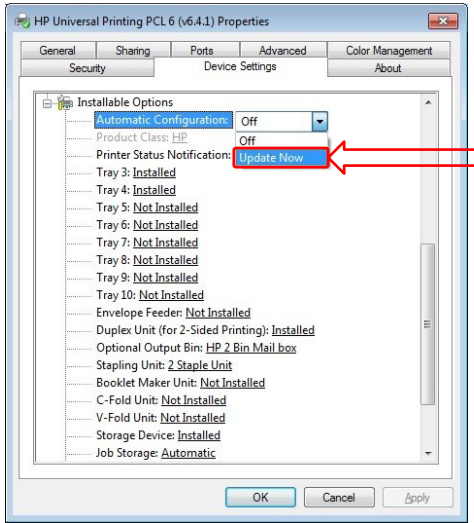 HP Universal Printing PCL 6 (v6.4.1) Properties
General Sharing Ports Advanced Color Management
Security Device Settings About
Installable Options
Automatic Configuration: Off
Off
Product Class: HP
Printer Status Notification: Update Now
Tray 3: Installed
Tray 4: Installed
Tray 5: Not Installed
Tray 6: Not Installed
Tray 7: Not Installed
Tray 8: Not Installed
Tray 9: Not Installed
Tray 10: Not Installed
Envelope Feeder: Not Installed
Duplex Unit (for 2-Sided Printing): Installed
Optional Output Bin: HP 2 Bin Mail box
Stapling Unit: 2 Staple Unit
Booklet Maker Unit: Not Installed
C-Fold Unit: Not Installed
V-Fold Unit: Not Installed
Storage Device: Installed
Job Storage: Automatic
OK Cancel Apply